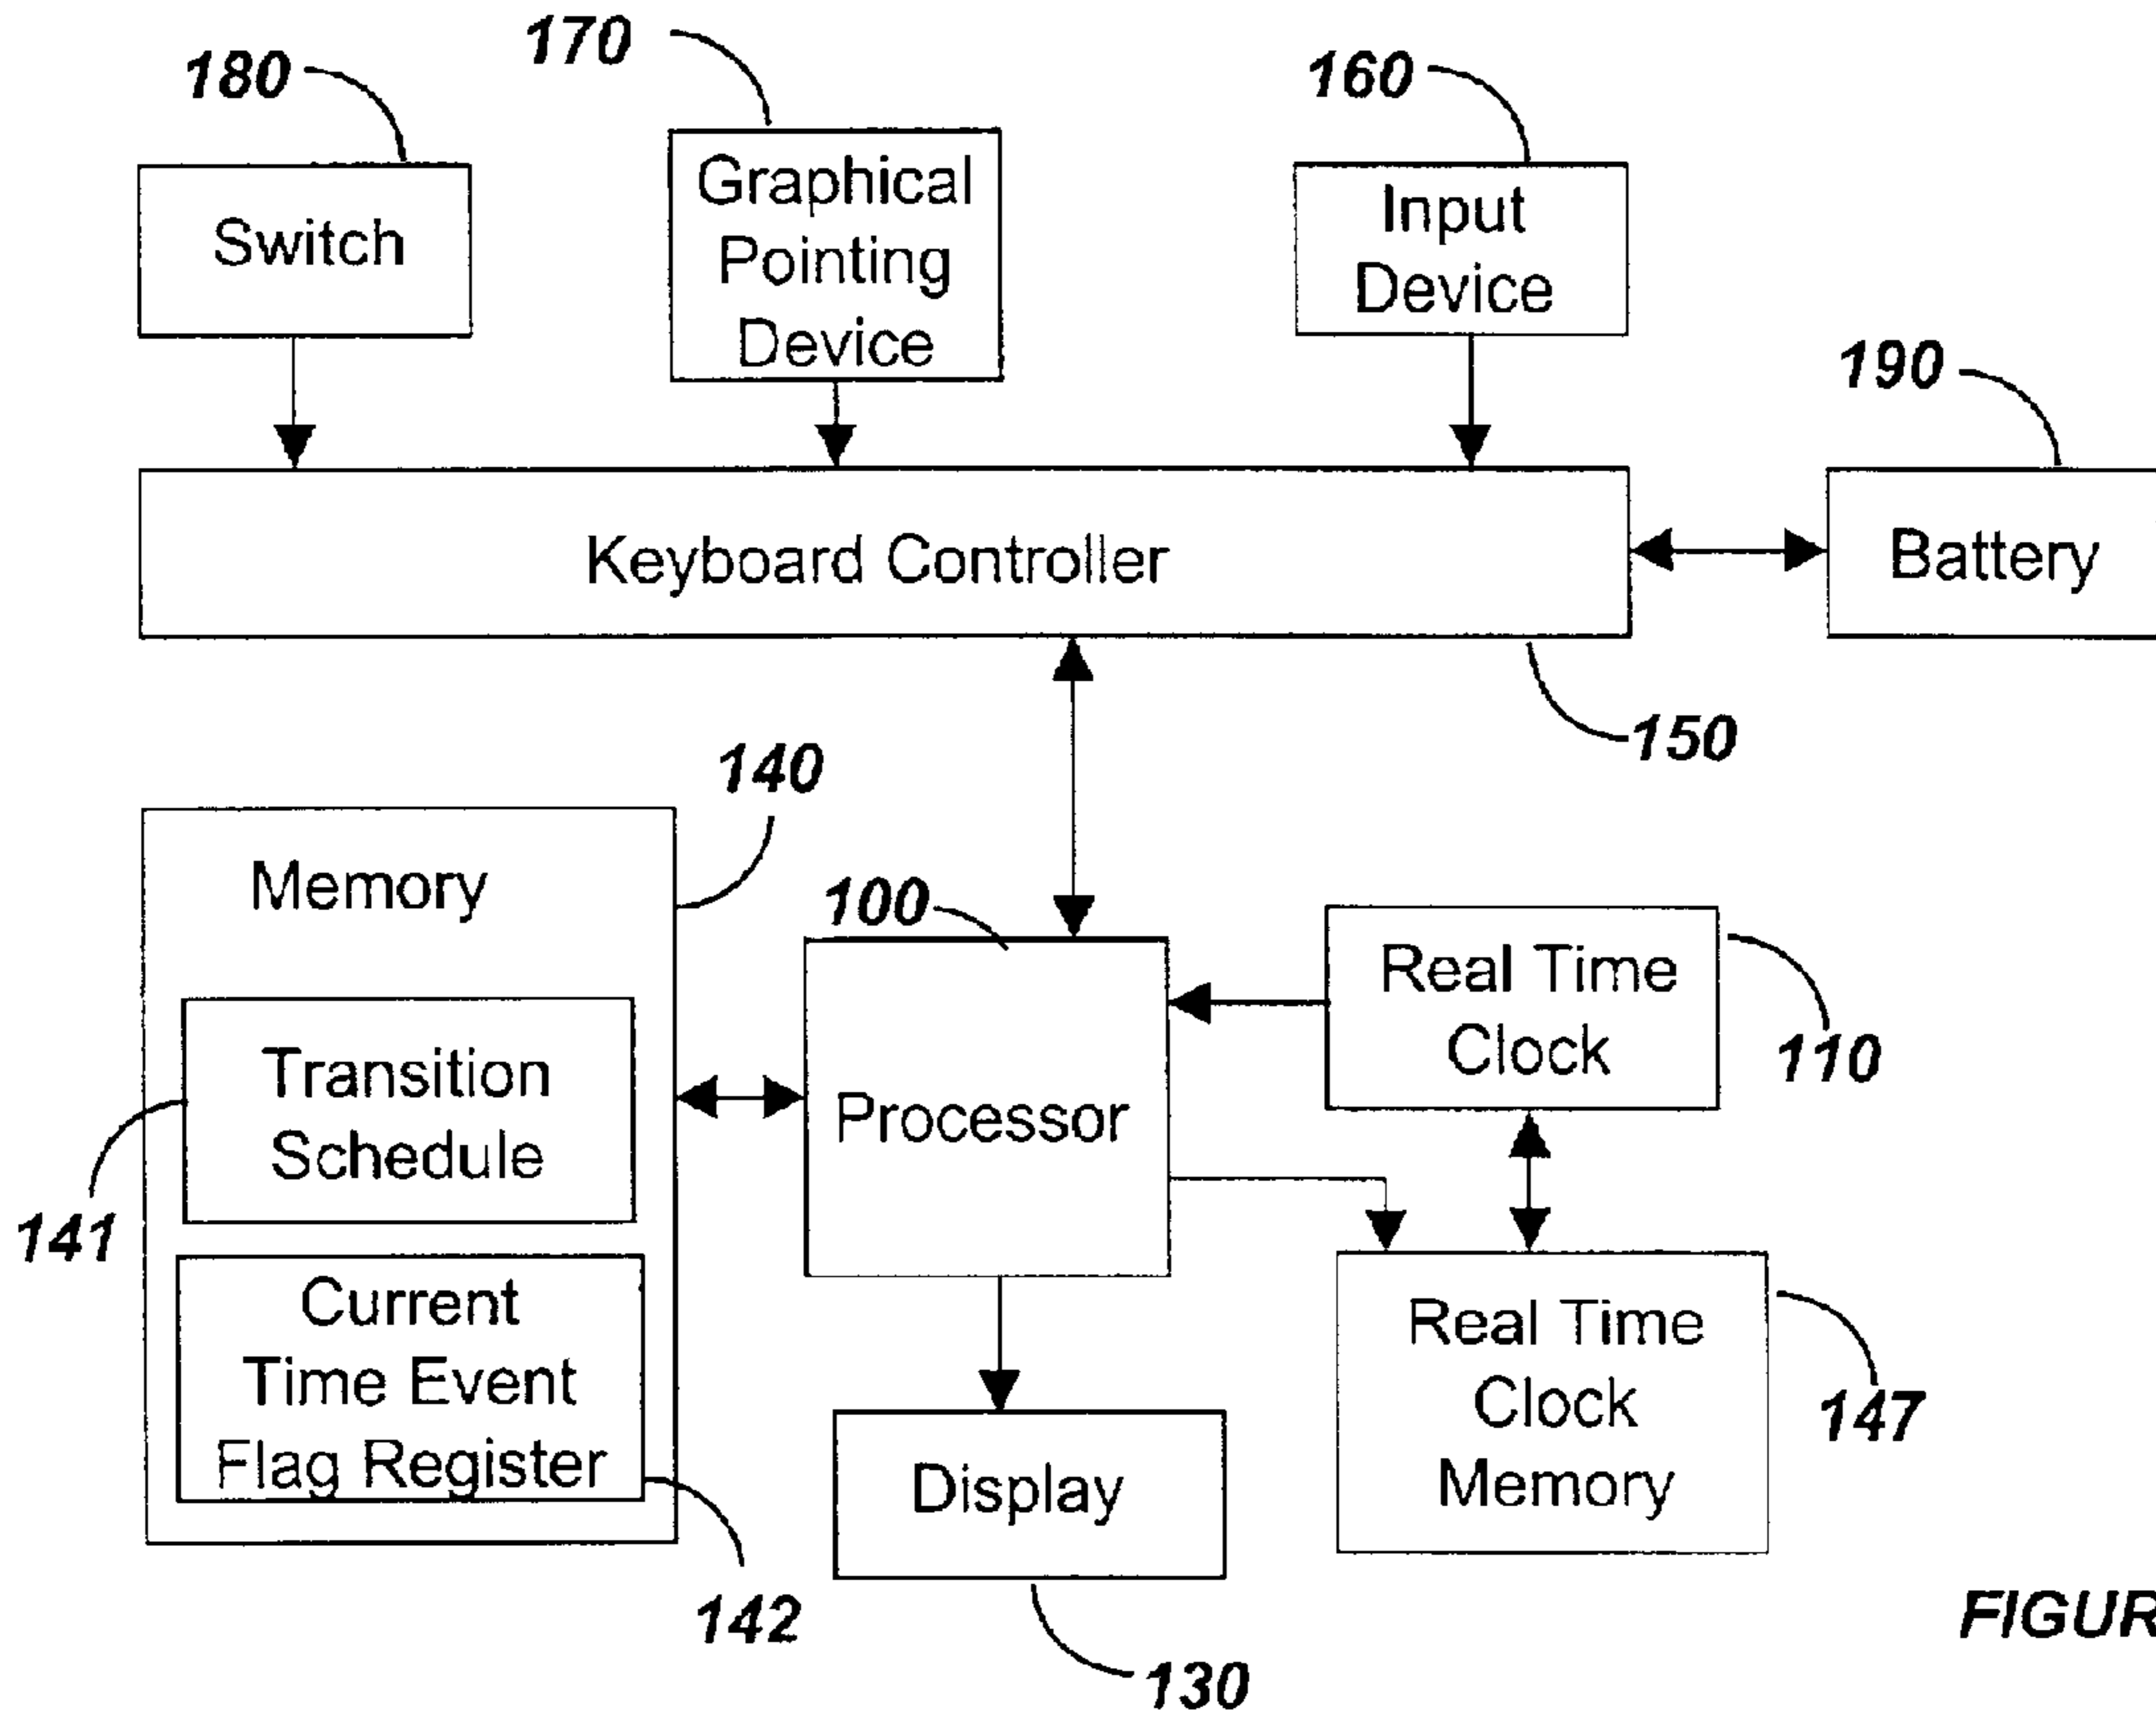 170
180
160
Graphical
Pointing
Device
Switch
Input
Device
190
Keyboard Controller
Battery
150
140
Memory
100
Real Time
Clock
110
Transition
Schedule
141
Processor
Current
Time Event
Flag Register
142
Real Time
Clock
Memory
147
Display
130
FIGUR